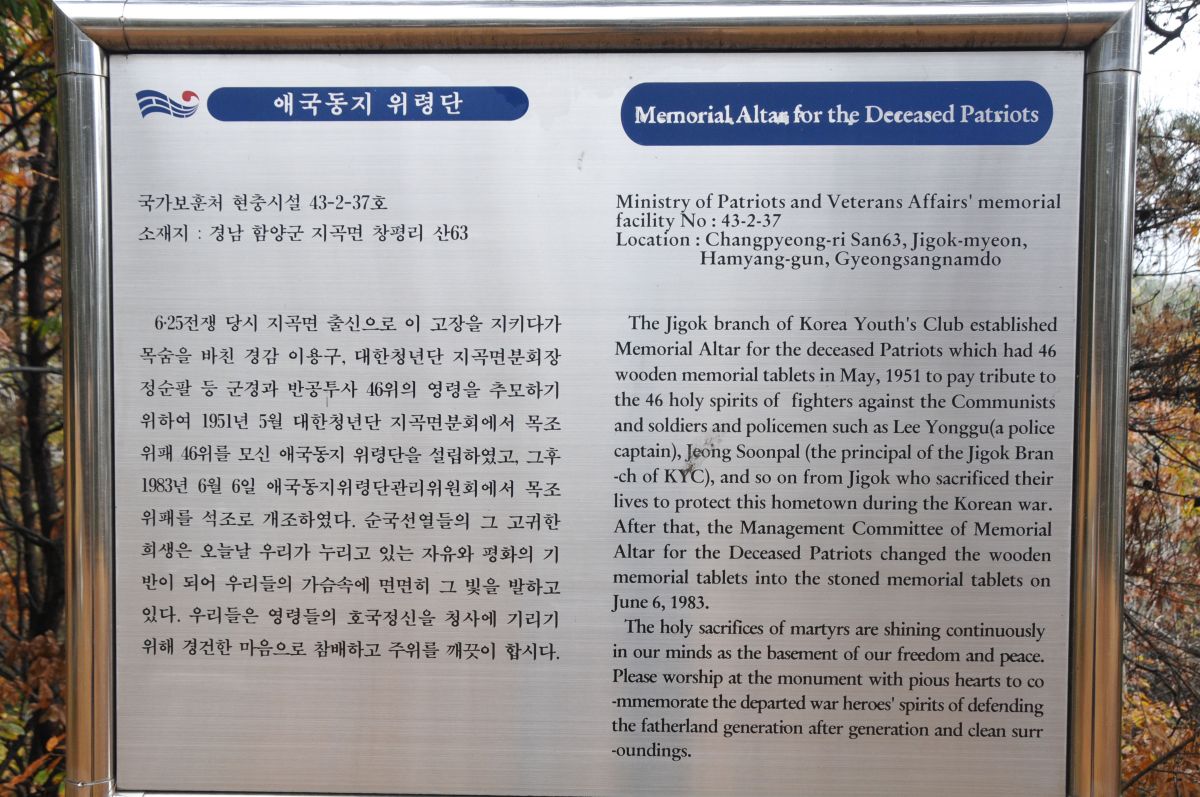 애국동지 위령단
국가보훈처 현충시설 43-2-37호
소재지 : 경남 함양군 지곡면 창평리 산63
6·25전쟁 당시 지곡면 출신으로 이 고장을 지키다가
목숨을 바친 경감 이용구, 대한청년단 지곡면분회장
정순팔 등 군경과 반공투사 46위의 영령을 추모하기
위하여 1951년 5월 대한청년단 지곡면분회에서 목조
위패 46위를 모신 애국동지 위령단을 설립하였고, 그후
1983년 6월 6일 애국동지위령단관리위원회에서 목조
위패를 석조로 개조하였다. 순국선열들의 그 고귀한
희생은 오늘날 우리가 누리고 있는 자유와 평화의 기
반이 되어 우리들의 가슴속에 면면히 그 빛을 발하고
있다. 우리들은 영령들의 호국정신을 청사에 기리기
위해 경건한 마음으로 참배하고 주위를 깨끗이 합시다.
Memorial Altar for the Deceased Patriots
Ministry of Patriots and Veterans Affairs' memorial
facility No : 43-2-37
Location : Changpyeong-ri San63, Jigok-myeon,
Hamyang-gun, Gyeongsangnamdo
The Jigok branch of Korea Youth's Club established
Memorial Altar for the deceased Patriots which had 46
wooden memorial tablets in May, 1951 to pay tribute to
the 46 holy spirits of fighters against the Communists
and soldiers and policemen such as Lee Yonggu(a police
captain), Jeong Soonpal (the principal of the Jigok Bran
-ch of KYC), and so on from Jigok who sacrificed their
lives to protect this hometown during the Korean war.
After that, the Management Committee of Memorial
Altar for the Deceased Patriots changed the wooden
memorial tablets into the stoned memorial tablets on
June 6, 1983.
The holy sacrifices of martyrs are shining continuously
in our minds as the basement of our freedom and peace.
Please worship at the monument with pious hearts to co
-mmemorate the departed war heroes' spirits of defending
the fatherland generation after generation and clean surr
-oundings.